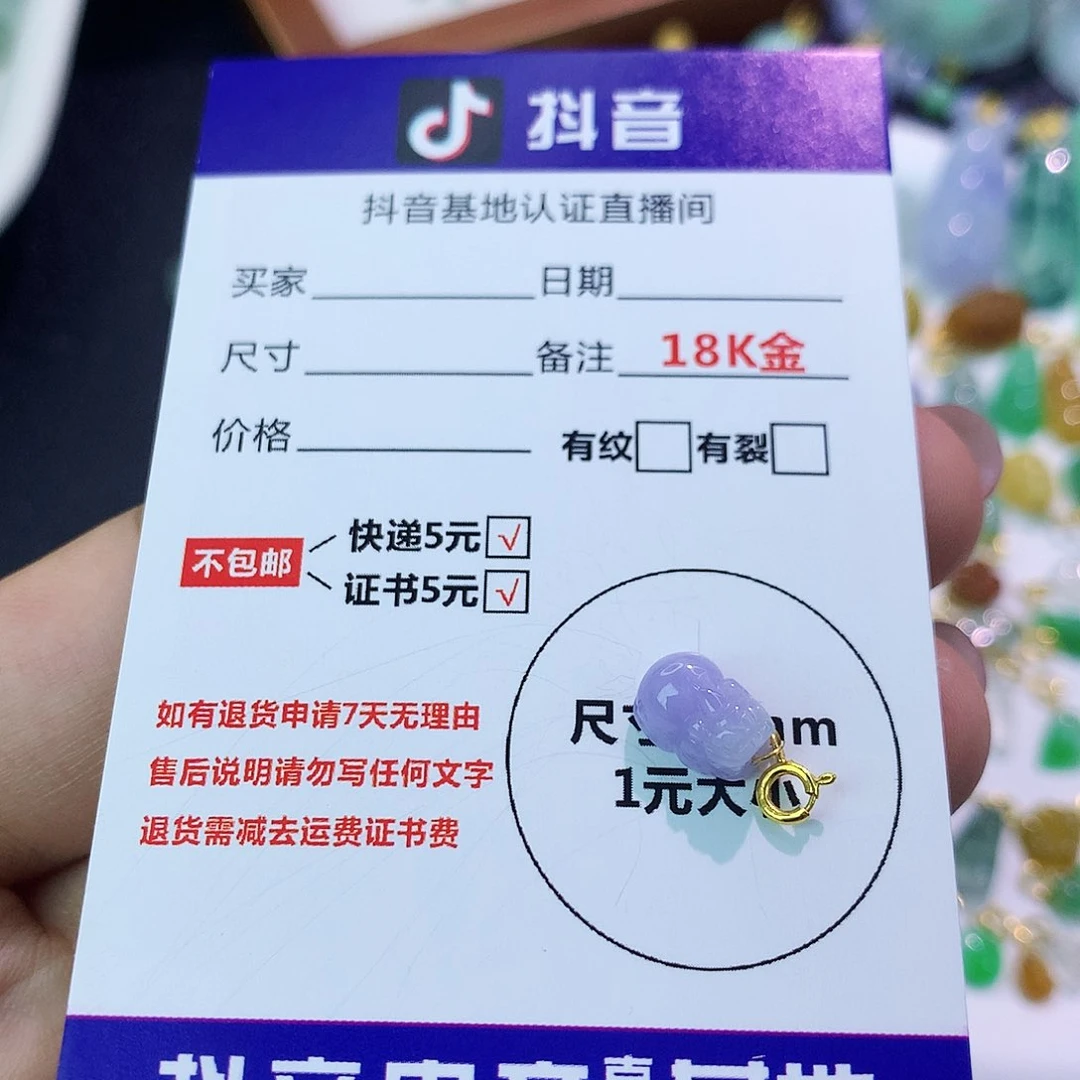 抖音
抖音基地认证直播间
买家 日期
尺寸 备注 18K金
价格 有纹 有裂
不包邮 快递5元 √
证书5元 √
如有退货申请7天无理由
售后说明请勿写任何文字
退货需减去运费证书费
尺寸 mm
1元大小